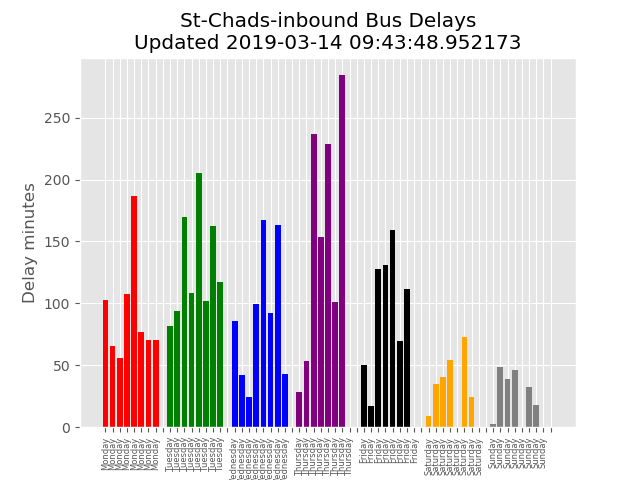 St-Chads-inbound Bus Delays
Updated 2019-03-14 09:43:48.952173
Delay minutes
250
200
150
100
50
0
Monday
Monday
Monday
Monday
Monday
Monday
Monday
Monday
Tuesday
Tuesday
Tuesday
Tuesday
Tuesday
Tuesday
Tuesday
Tuesday
Wednesday
Wednesday
Wednesday
Wednesday
Wednesday
Wednesday
Wednesday
Wednesday
Thursday
Thursday
Thursday
Thursday
Thursday
Thursday
Thursday
Thursday
Friday
Friday
Friday
Friday
Friday
Friday
Friday
Friday
Saturday
Saturday
Saturday
Saturday
Saturday
Saturday
Saturday
Saturday
Sunday
Sunday
Sunday
Sunday
Sunday
Sunday
Sunday
Sunday